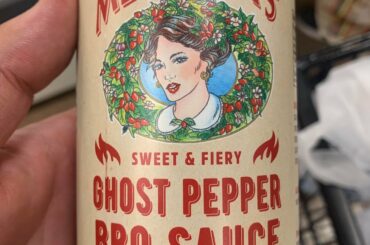 SWEET & FIERY
GHOST PEPPER
BBQ SAUCE